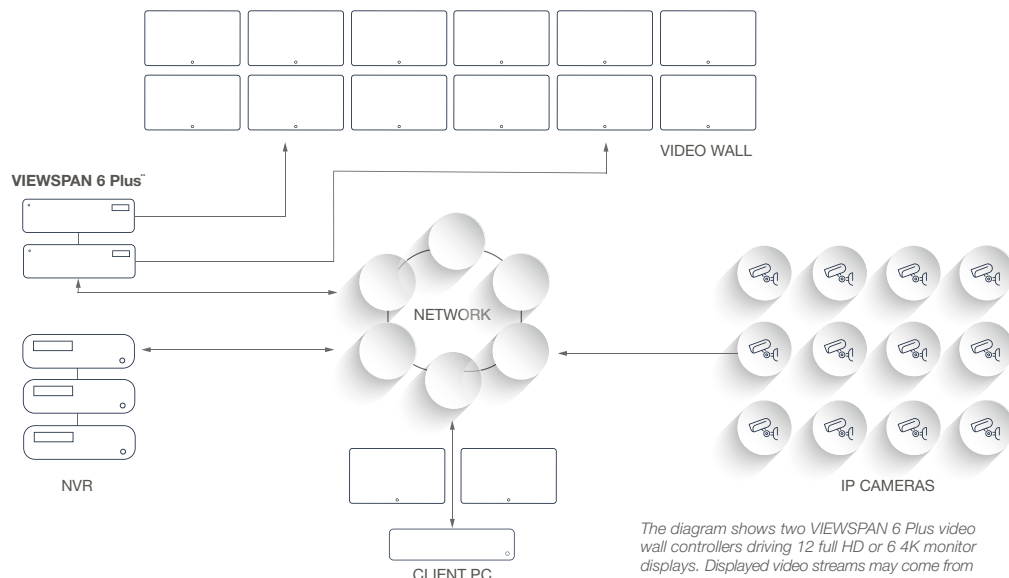 VIDEO WALL
VIEWSPAN 6 Plus
NETWORK
NVR
IP CAMERAS
CLIENT PC
The diagram shows two VIEWSPAN 6 Plus video
wall controllers driving 12 full HD or 6 4K monitor
displays. Displayed video streams may come from